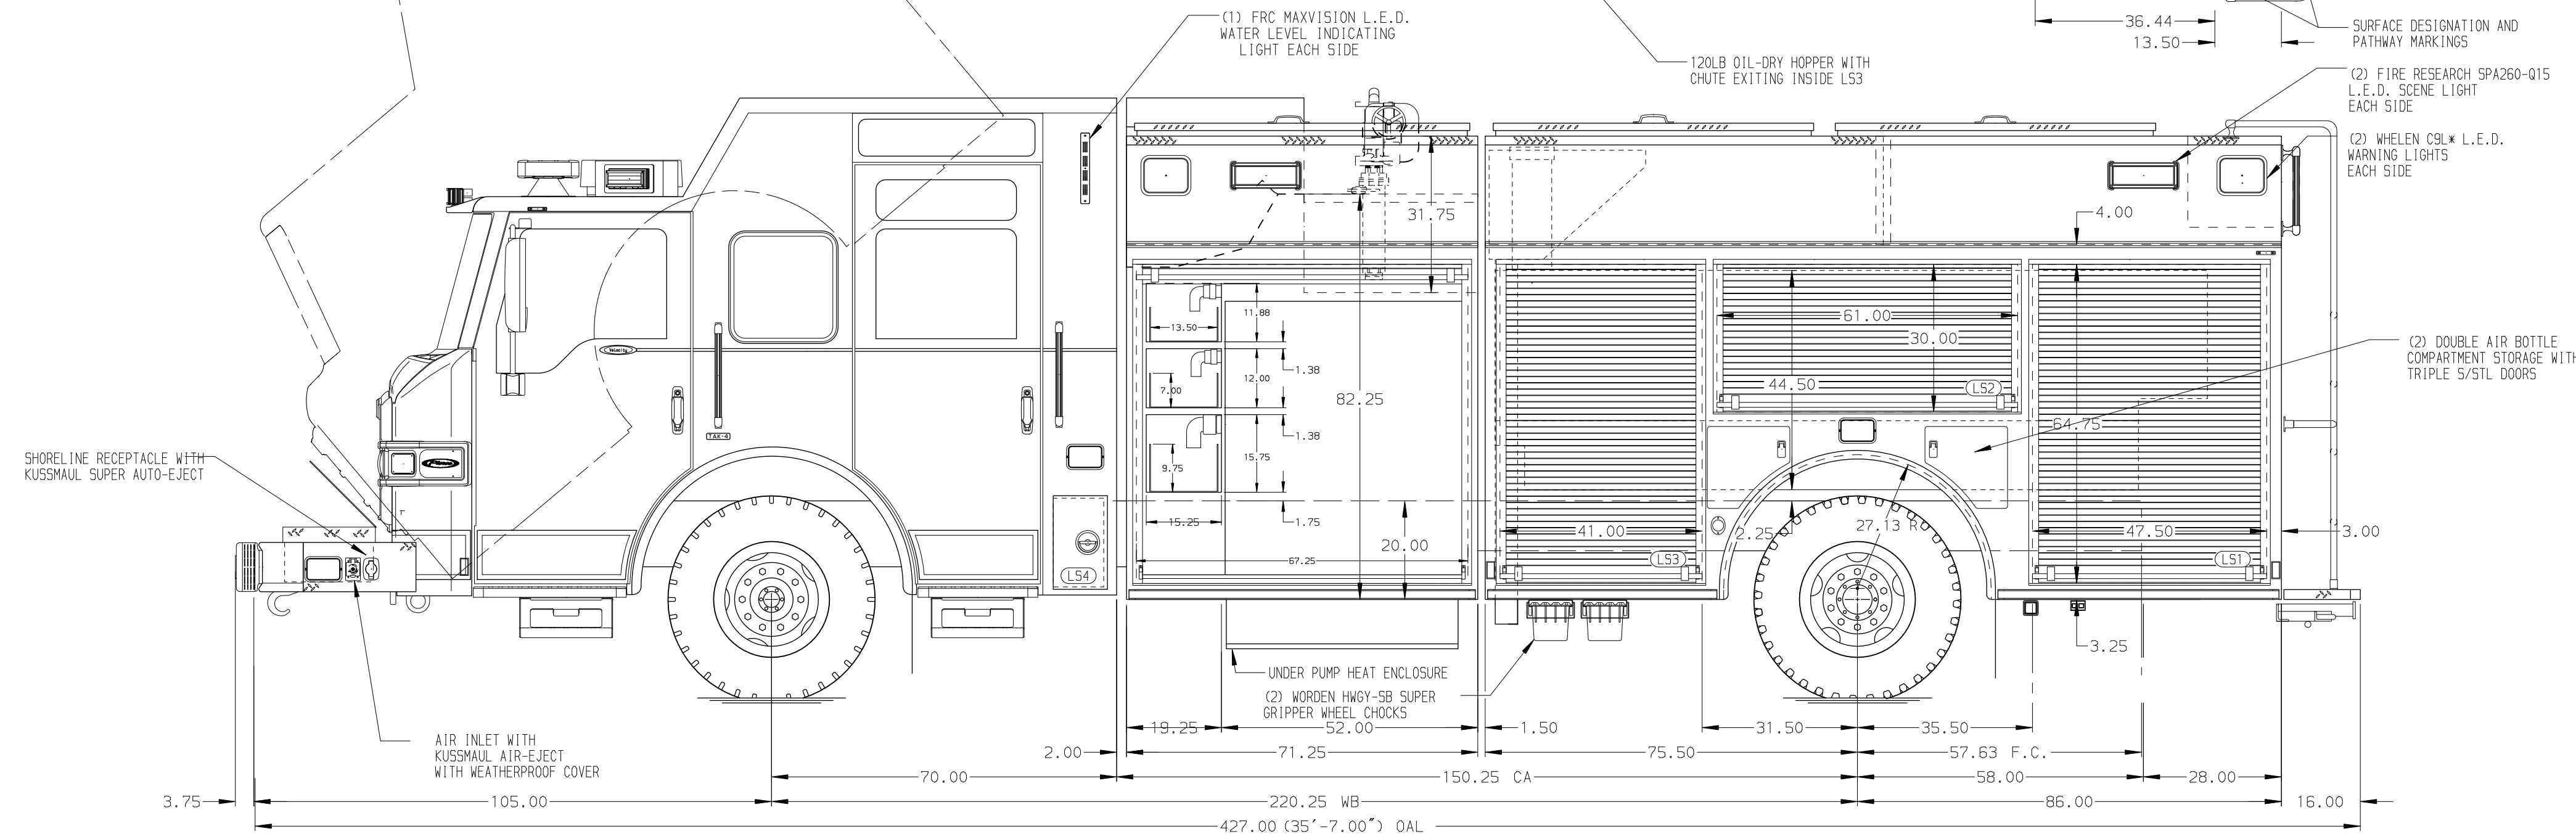 (1) FRC MAXVISION L.E.D.
WATER LEVEL INDICATING
LIGHT EACH SIDE
36.44
13.50
SURFACE DESIGNATION AND
PATHWAY MARKINGS
120LB OIL-DRY HOPPER WITH
CHUTE EXITING INSIDE LS3
(2) FIRE RESEARCH SPA260-Q15
L.E.D. SCENE LIGHT
EACH SIDE
(2) WHELEN C9L* L.E.D.
WARNING LIGHTS
EACH SIDE
31.75
4.00
11.88
13.50
61.00
30.00
Velocity
1.38
12.00
7.00
44.50
LS2
82.25
(2) DOUBLE AIR BOTTLE
COMPARTMENT STORAGE WITH
TRIPLE S/STL DOORS
TAK-4
64.75
1.38
15.75
9.75
SHORELINE RECEPTACLE WITH
KUSSMAUL SUPER AUTO-EJECT
Pierce
15.25
1.75
20.00
41.00
2.25
27.13 R
47.50
3.00
67.25
LS4
LS3
LS1
3.25
UNDER PUMP HEAT ENCLOSURE
(2) WORDEN HWGY-SB SUPER
GRIPPER WHEEL CHOCKS
AIR INLET WITH
KUSSMAUL AIR-EJECT
WITH WEATHERPROOF COVER
19.25
52.00
1.50
31.50
35.50
2.00
71.25
75.50
57.63 F.C.
70.00
150.25 CA
58.00
28.00
3.75
105.00
220.25 WB
86.00
16.00
427.00 (35'-7.00") OAL